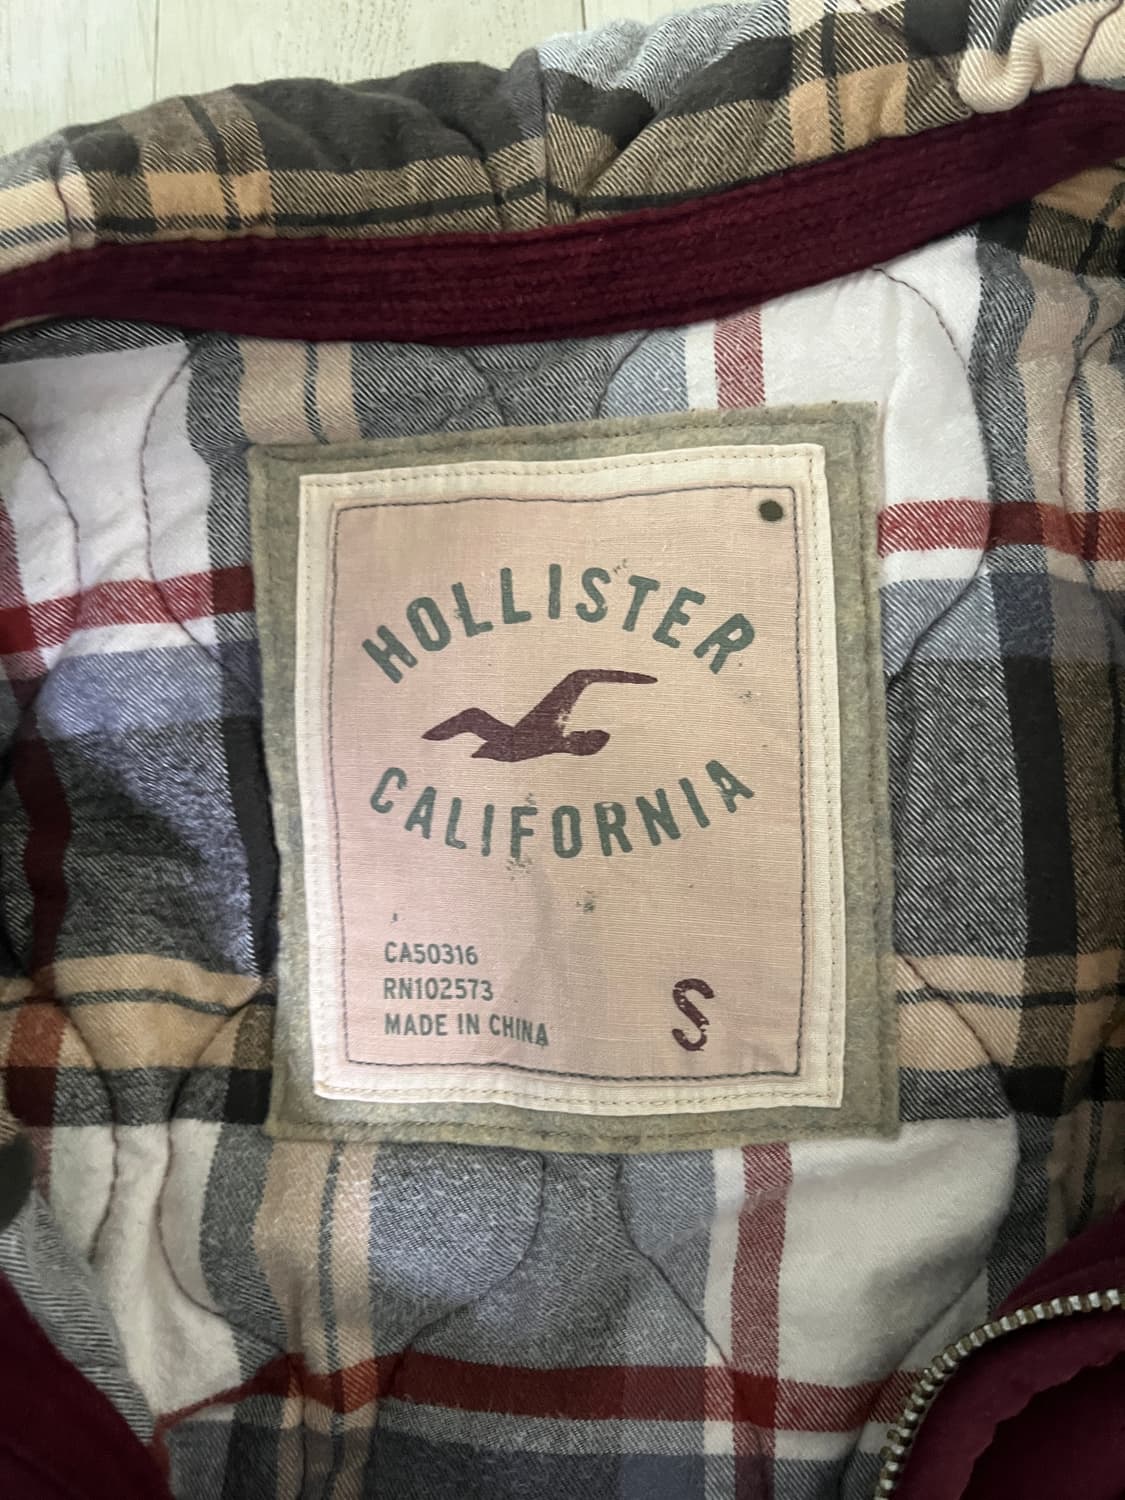 HOLLISTER
CALIFORNIA
CA50316
RN102573
MADE IN CHINA
S